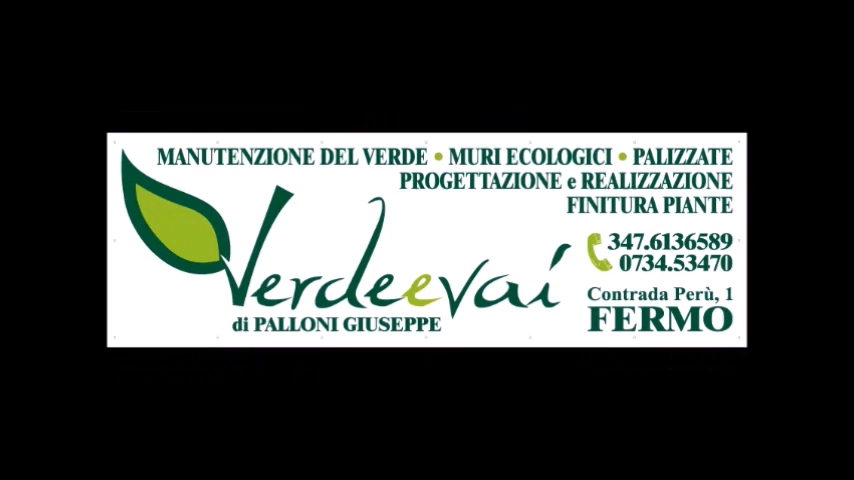 MANUTENZIONE DEL VERDE • MURI ECOLOGICI • PALIZZATE
PROGETTAZIONE e REALIZZAZIONE
FINITURA PIANTE
Verdeevai
di PALLONI GIUSEPPE
347.6136589
0734.53470
Contrada Perù, 1
FERMO